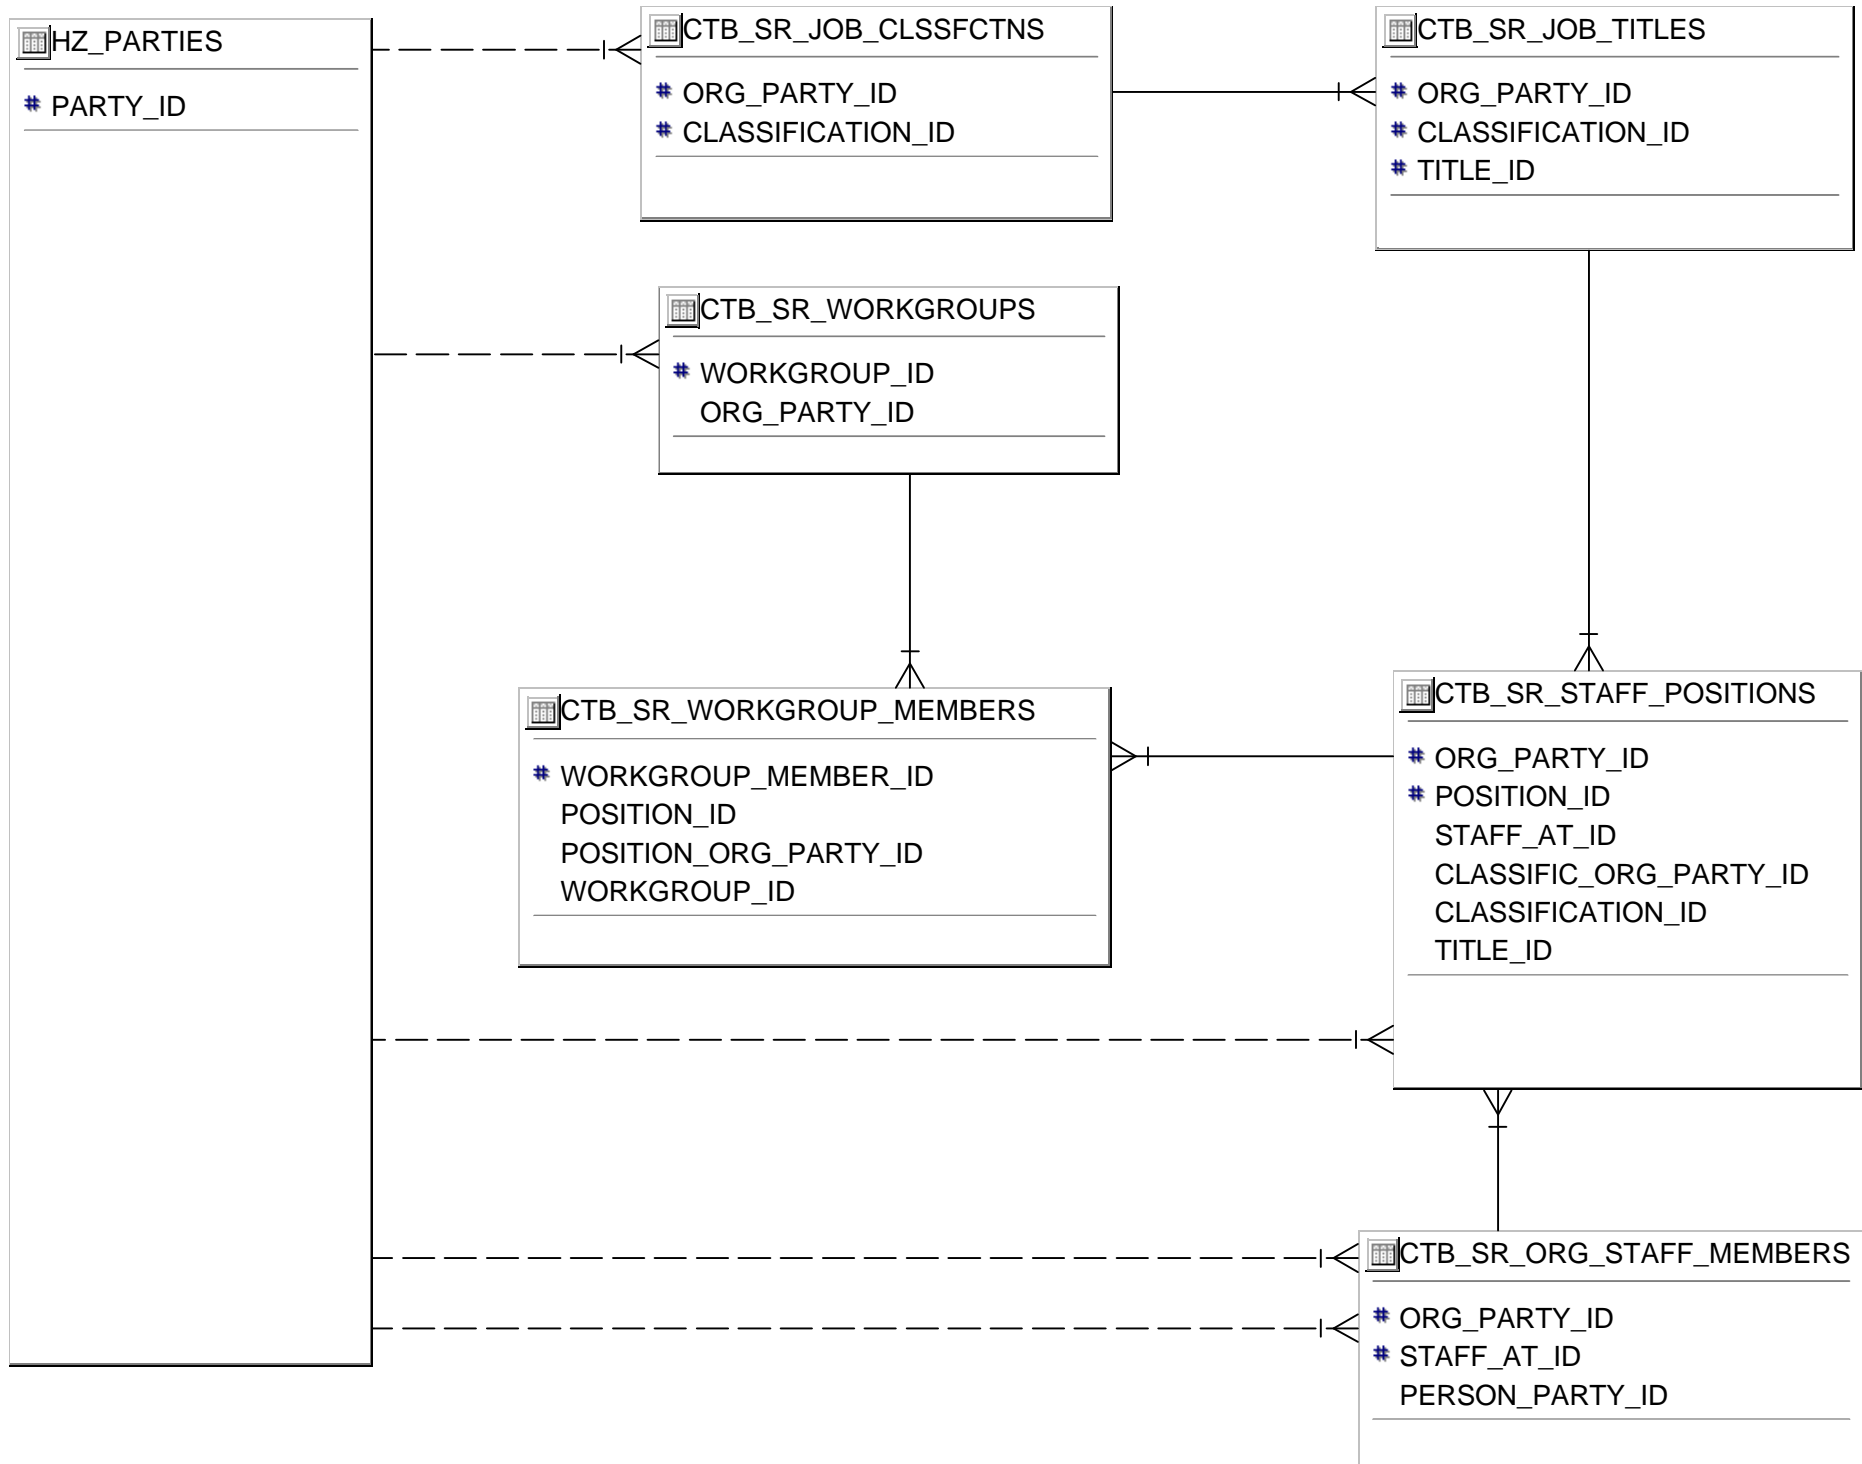 HZ_PARTIES
# PARTY_ID
CTB_SR_JOB_CLSSFCTNS
# ORG_PARTY_ID
# CLASSIFICATION_ID
CTB_SR_JOB_TITLES
# ORG_PARTY_ID
# CLASSIFICATION_ID
# TITLE_ID
CTB_SR_WORKGROUPS
# WORKGROUP_ID
ORG_PARTY_ID
CTB_SR_WORKGROUP_MEMBERS
# WORKGROUP_MEMBER_ID
POSITION_ID
POSITION_ORG_PARTY_ID
WORKGROUP_ID
CTB_SR_STAFF_POSITIONS
# ORG_PARTY_ID
# POSITION_ID
STAFF_AT_ID
CLASSIFIC_ORG_PARTY_ID
CLASSIFICATION_ID
TITLE_ID
CTB_SR_ORG_STAFF_MEMBERS
# ORG_PARTY_ID
# STAFF_AT_ID
PERSON_PARTY_ID